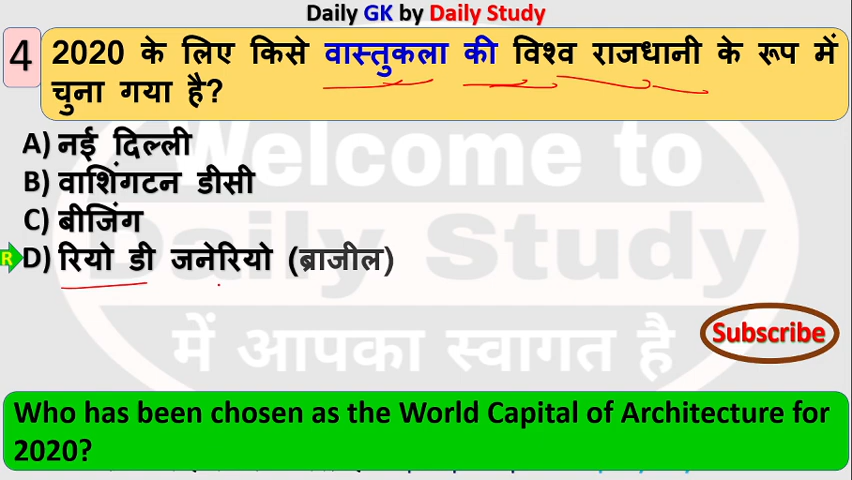 Daily GK by Daily Study
4
2020 के लिए किसे वास्तुकला की विश्व राजधानी के रूप में
चुना गया है?
A) नई दिल्ली
B) वाशिंगटन डीसी
C) बीजिंग
R
D) रियो डी जनेरियो (ब्राजील)
Welcome to
Daily Study
में आपका स्वागत है
Subscribe
Who has been chosen as the World Capital of Architecture for
2020?